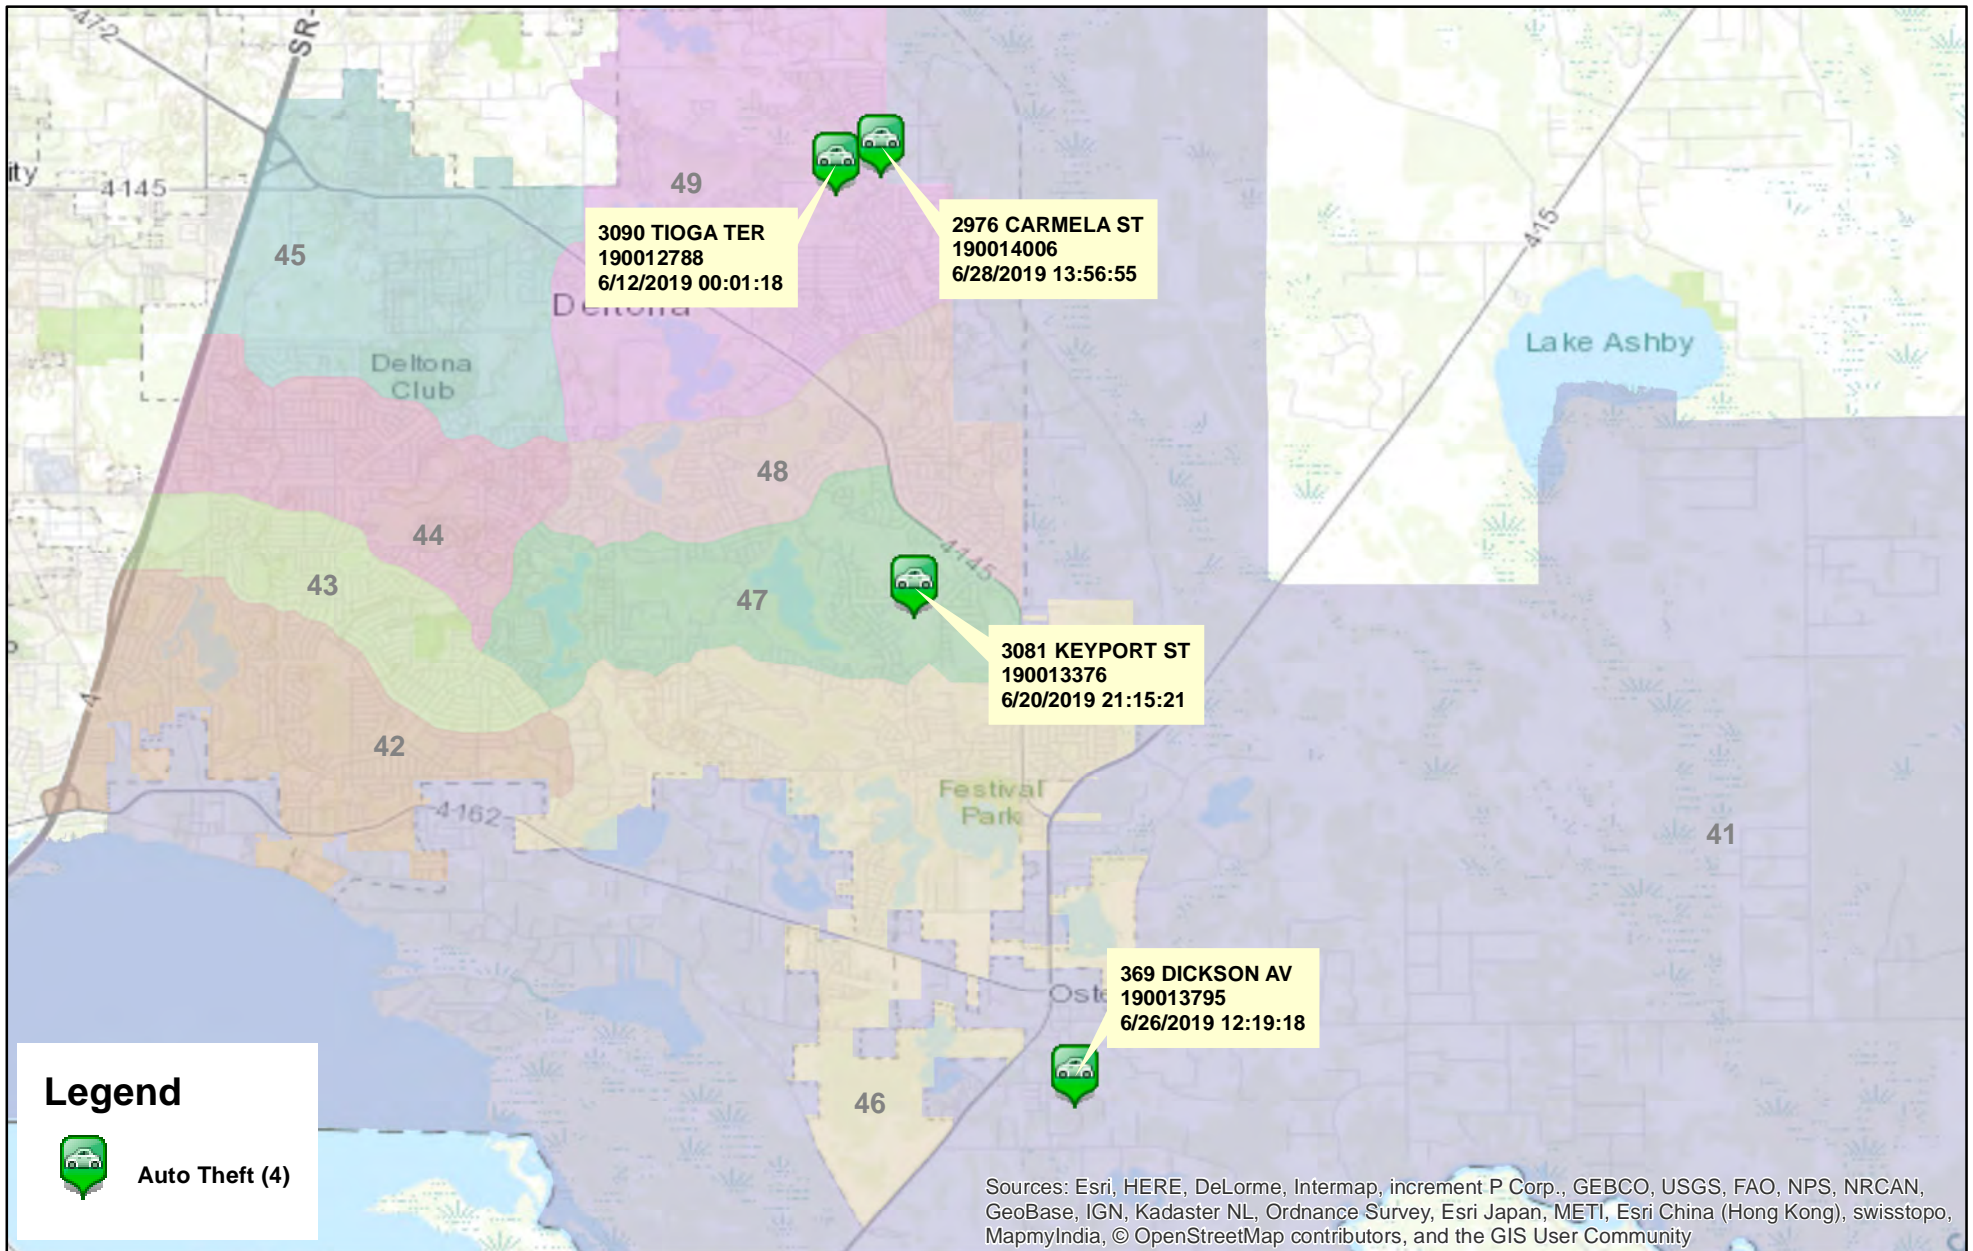 47-2
SR-
ity
4145
49
45
3090 TIOGA TER
190012788
6/12/2019 00:01:18
2976 CARMELA ST
190014006
6/28/2019 13:56:55
415
Deltona
Lake Ashby
Deltona
Club
48
44
4145
43
47
3081 KEYPORT ST
190013376
6/20/2019 21:15:21
4
42
Festival
Park
4162
41
369 DICKSON AV
190013795
6/26/2019 12:19:18
Oste
46
Legend
Auto Theft (4)
Sources: Esri, HERE, DeLorme, Intermap, increment P Corp., GEBCO, USGS, FAO, NPS, NRCAN,
GeoBase, IGN, Kadaster NL, Ordnance Survey, Esri Japan, METI, Esri China (Hong Kong), swisstopo,
MapmyIndia, © OpenStreetMap contributors, and the GIS User Community